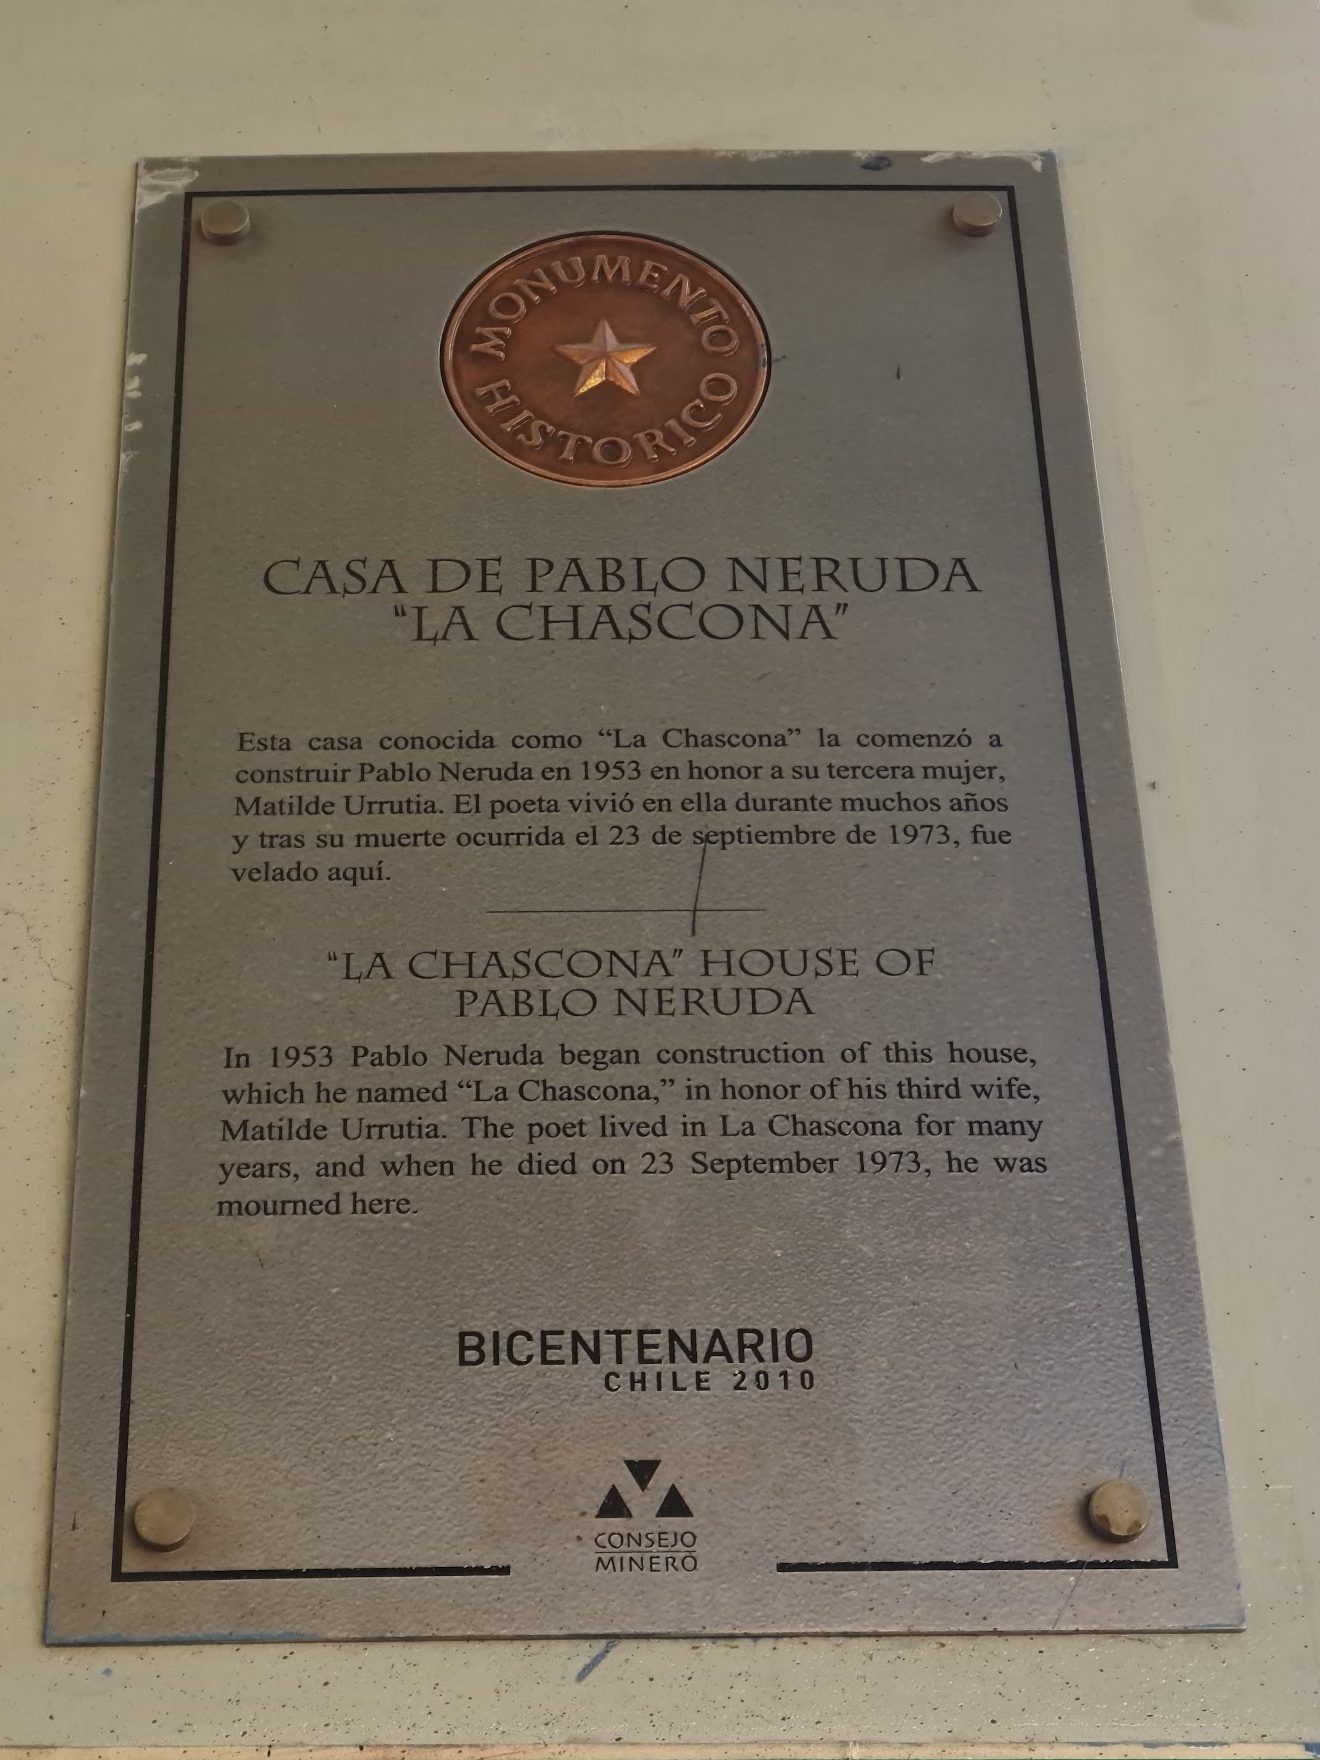 MONUMENTO
HISTORICO
CASA DE PABLO NERUDA
"LA CHASCONA"
Esta casa conocida como “La Chascona” la comenzó a
construir Pablo Neruda en 1953 en honor a su tercera mujer,
Matilde Urrutia. El poeta vivió en ella durante muchos años
y tras su muerte ocurrida el 23 de septiembre de 1973, fue
velado aquí.
"LA CHASCONA" HOUSE OF
PABLO NERUDA
In 1953 Pablo Neruda began construction of this house,
which he named “La Chascona,” in honor of his third wife,
Matilde Urrutia. The poet lived in La Chascona for many
years, and when he died on 23 September 1973, he was
mourned here.
BICENTENARIO
CHILE 2010
CONSEJO
MINERO